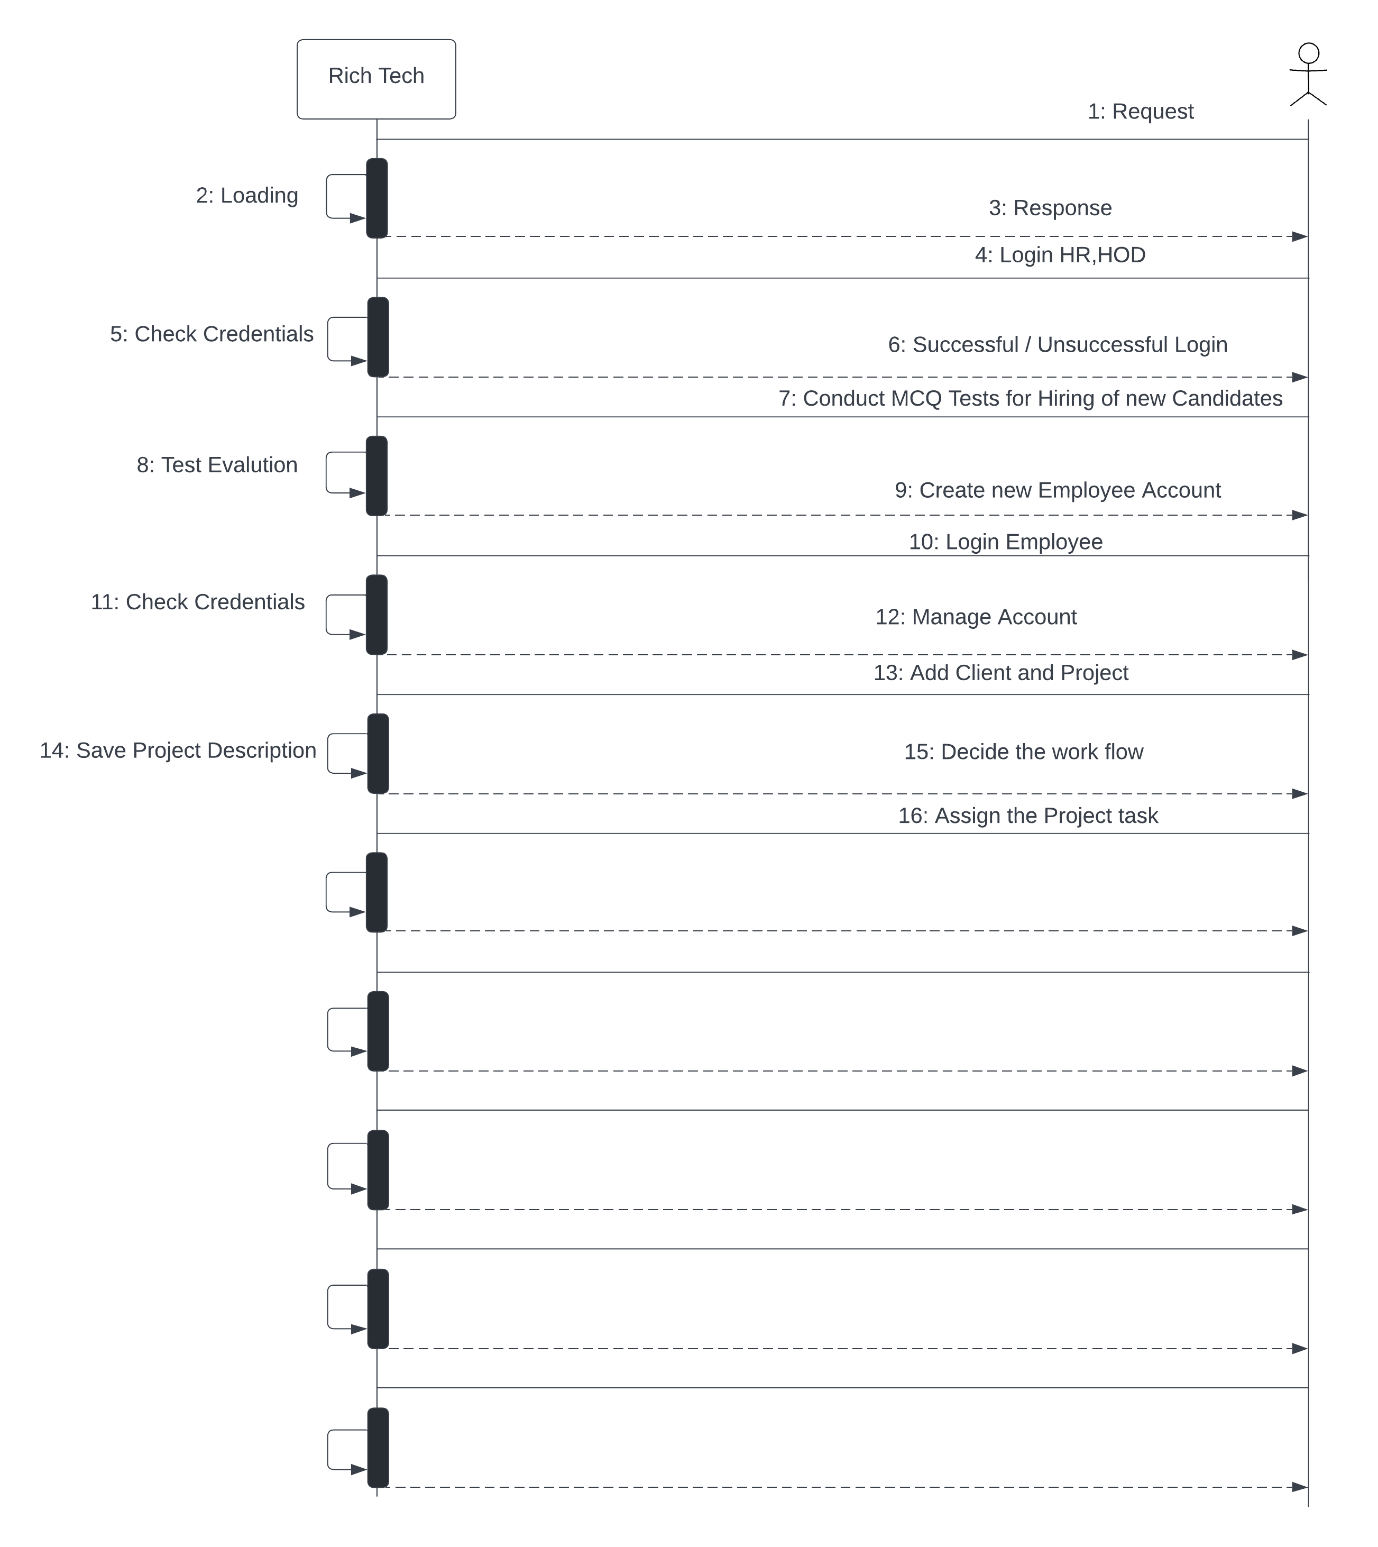 Rich Tech
1: Request
2: Loading
3: Response
4: Login HR,HOD
5: Check Credentials
6: Successful / Unsuccessful Login
7: Conduct MCQ Tests for Hiring of new Candidates
8: Test Evalution
9: Create new Employee Account
10: Login Employee
11: Check Credentials
12: Manage Account
13: Add Client and Project
14: Save Project Description
15: Decide the work flow
16: Assign the Project task